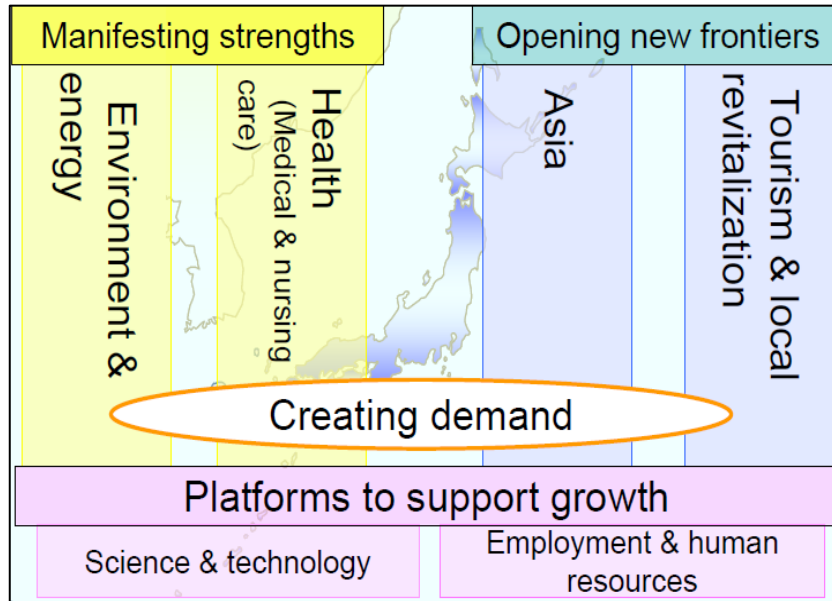 Manifesting strengths
Opening new frontiers
Environment &
energy
Health
(Medical & nursing
care)
Asia
Tourism & local
revitalization
Creating demand
Platforms to support growth
Science & technology
Employment & human
resources